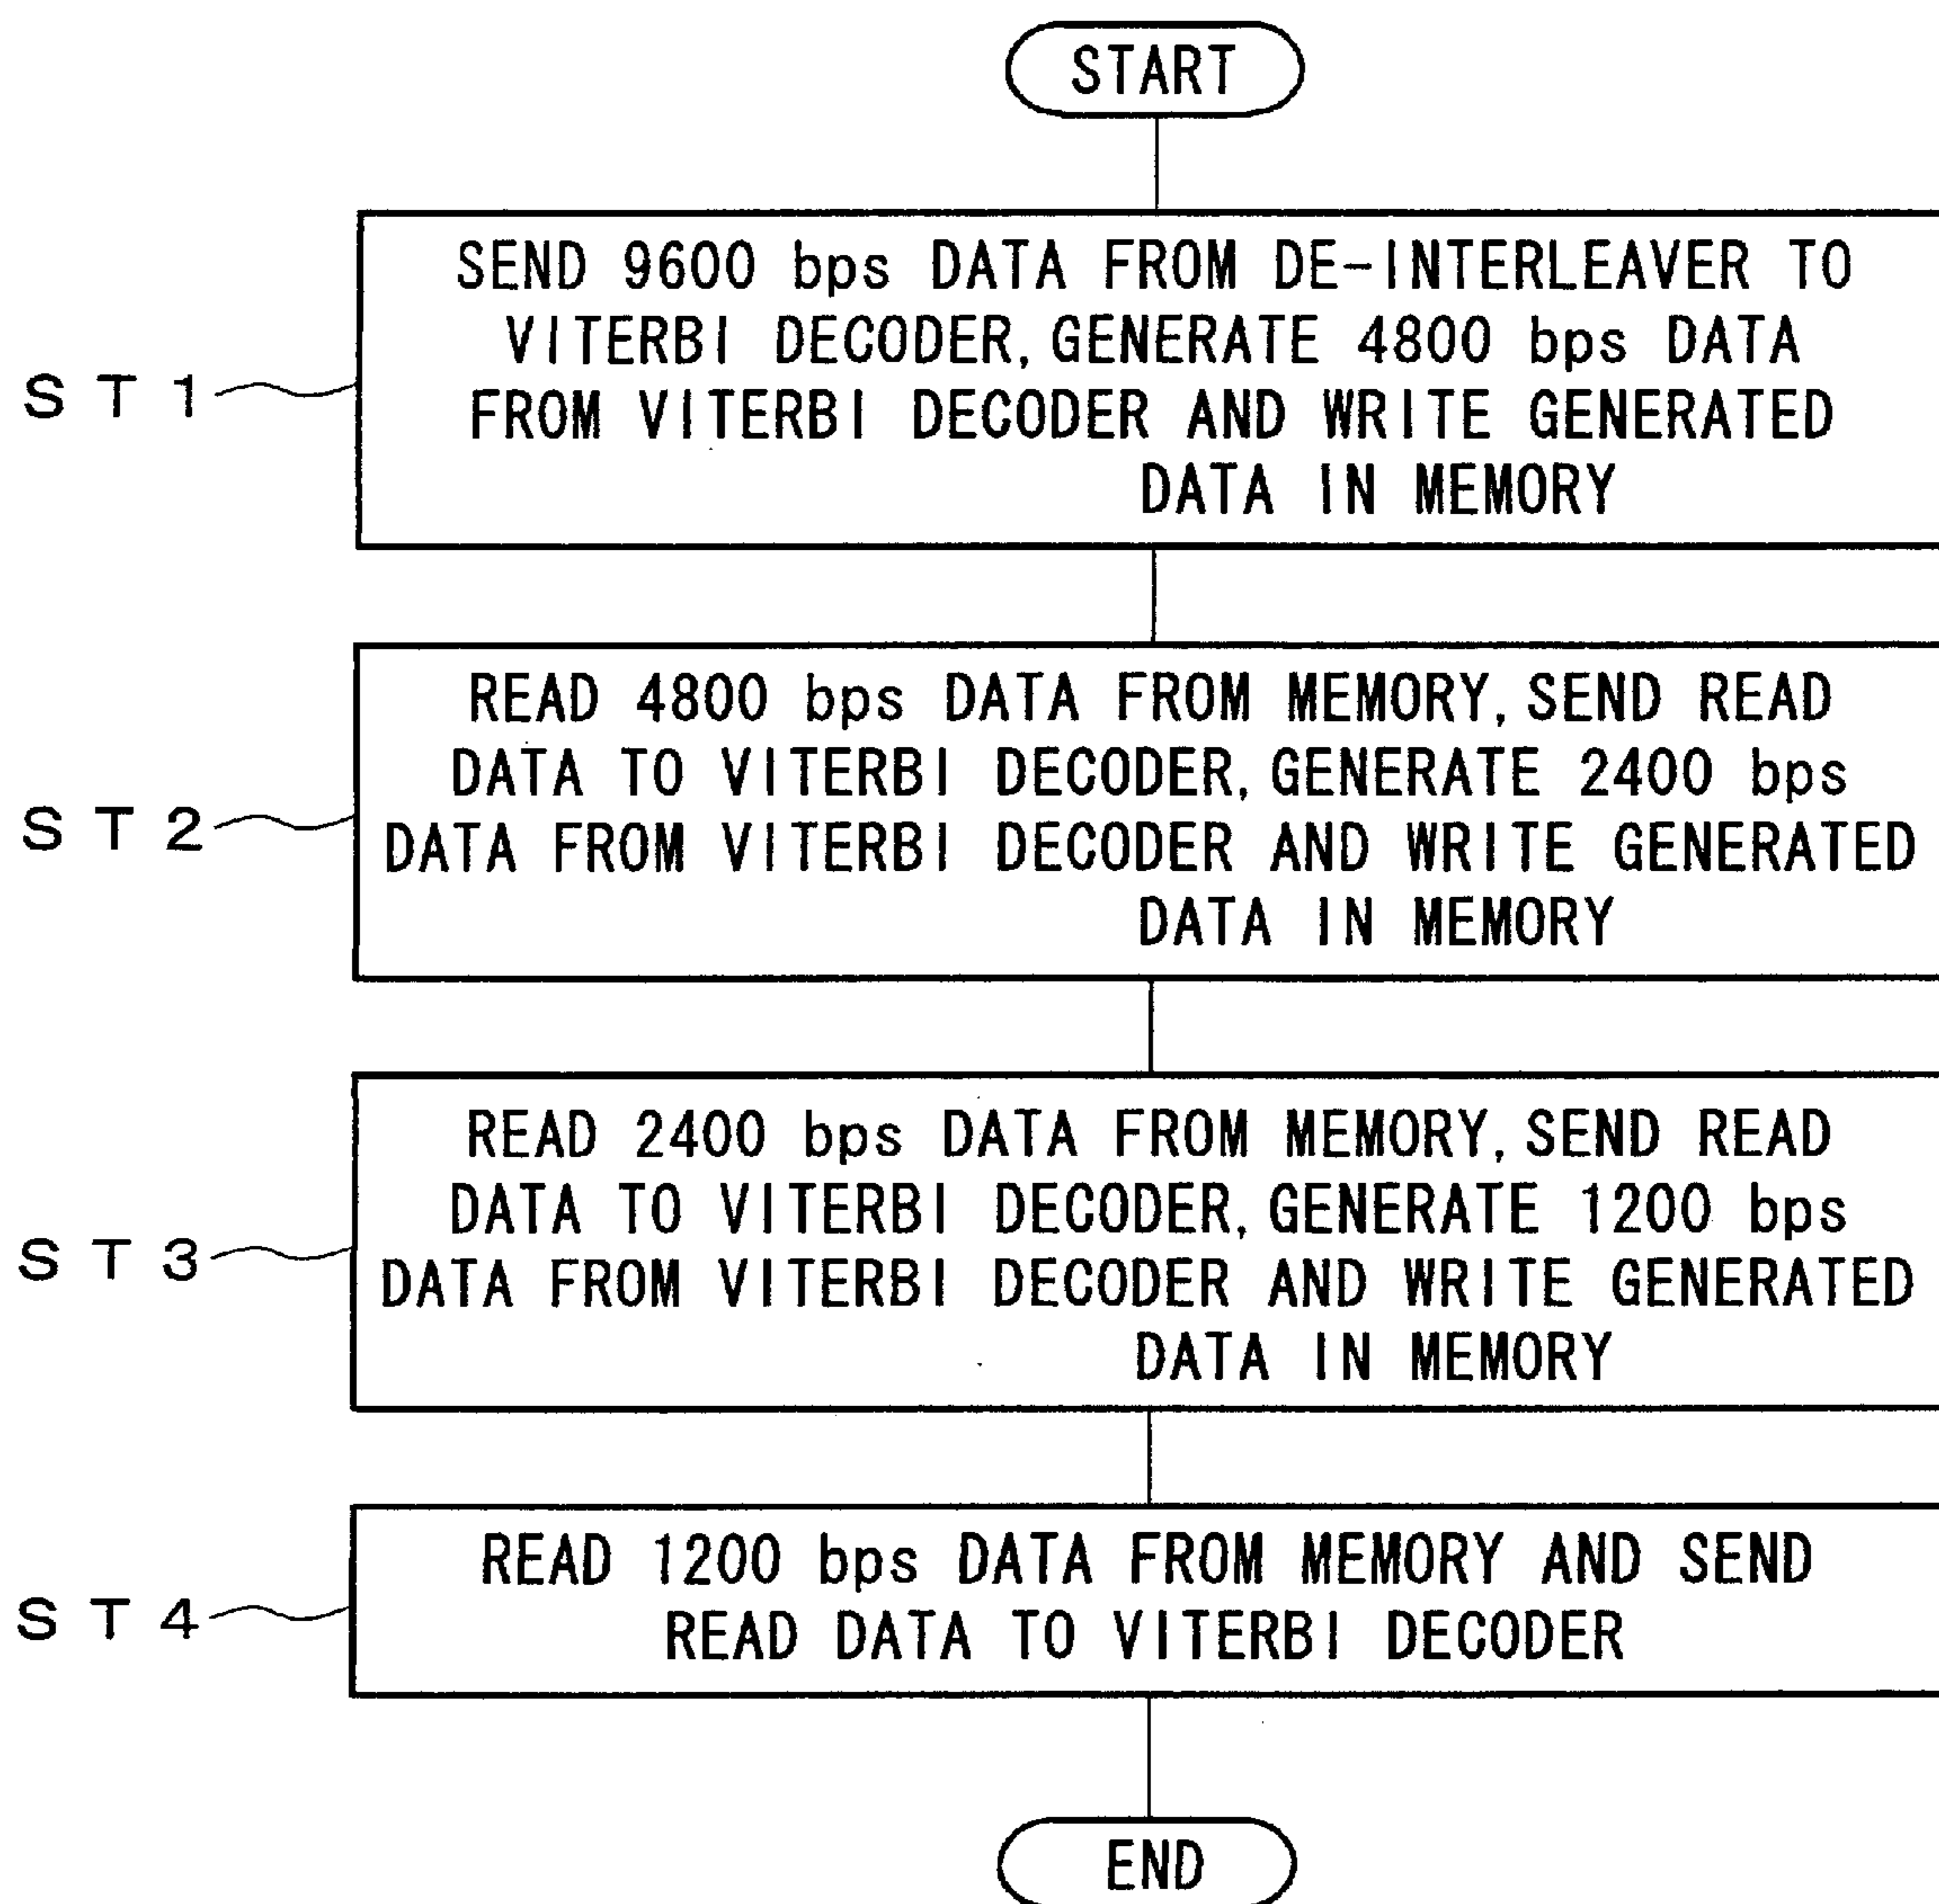 START
SEND 9600 bps DATA FROM DE-INTERLEAVER TO
VITERBI DECODER, GENERATE 4800 bps DATA
FROM VITERBI DECODER AND WRITE GENERATED
DATA IN MEMORY
ST1
READ 4800 bps DATA FROM MEMORY, SEND READ
DATA TO VITERBI DECODER, GENERATE 2400 bps
DATA FROM VITERBI DECODER AND WRITE GENERATED
DATA IN MEMORY
ST2
READ 2400 bps DATA FROM MEMORY, SEND READ
DATA TO VITERBI DECODER, GENERATE 1200 bps
DATA FROM VITERBI DECODER AND WRITE GENERATED
DATA IN MEMORY
ST3
READ 1200 bps DATA FROM MEMORY AND SEND
READ DATA TO VITERBI DECODER
ST4
END